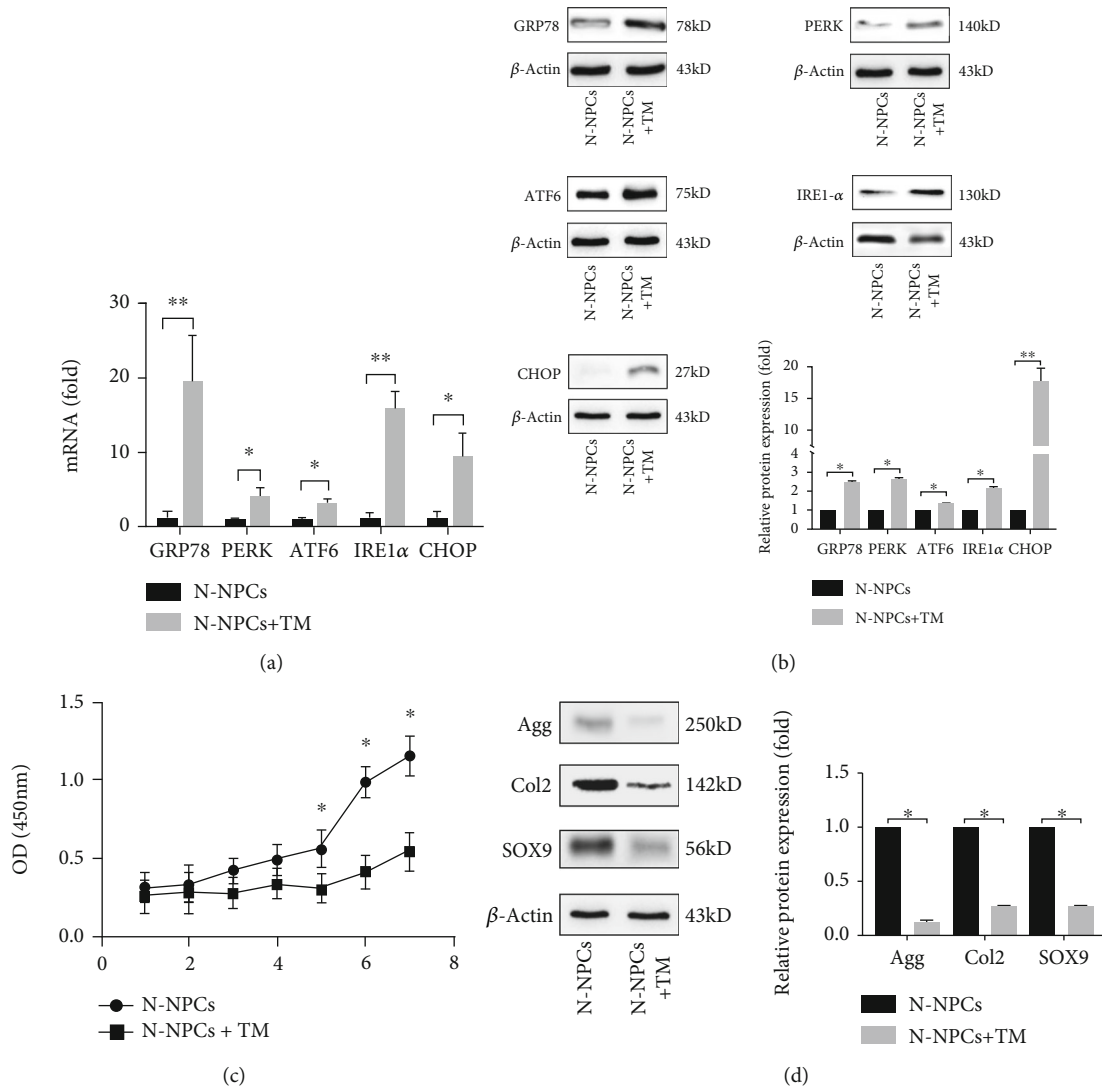 30
20
10
0
mRNA (fold)
**
*
*
**
*
GRP78 PERK ATF6 IRE1α CHOP
N-NPCs
N-NPCs+TM
(a)
GRP78 78kD
β-Actin 43kD
N-NPCs
N-NPCs
+TM
PERK 140kD
β-Actin 43kD
N-NPCs
N-NPCs
+TM
ATF6 75kD
β-Actin 43kD
N-NPCs
N-NPCs
+TM
IRE1-α 130kD
β-Actin 43kD
N-NPCs
N-NPCs
+TM
CHOP 27kD
β-Actin 43kD
N-NPCs
N-NPCs
+TM
Relative protein expression (fold)
20
15
10
4
3
2
1
0
*
*
*
*
**
GRP78 PERK ATF6 IRE1α CHOP
N-NPCs
N-NPCs+TM
(b)
OD (450nm)
1.5
1.0
0.5
0.0
*
*
*
0 2 4 6 8
N-NPCs
N-NPCs + TM
(c)
Agg 250kD
Col2 142kD
SOX9 56kD
β-Actin 43kD
N-NPCs
N-NPCs
+TM
Relative protein expression (fold)
1.5
1.0
0.5
0.0
*
*
*
Agg Col2 SOX9
N-NPCs
N-NPCs+TM
(d)